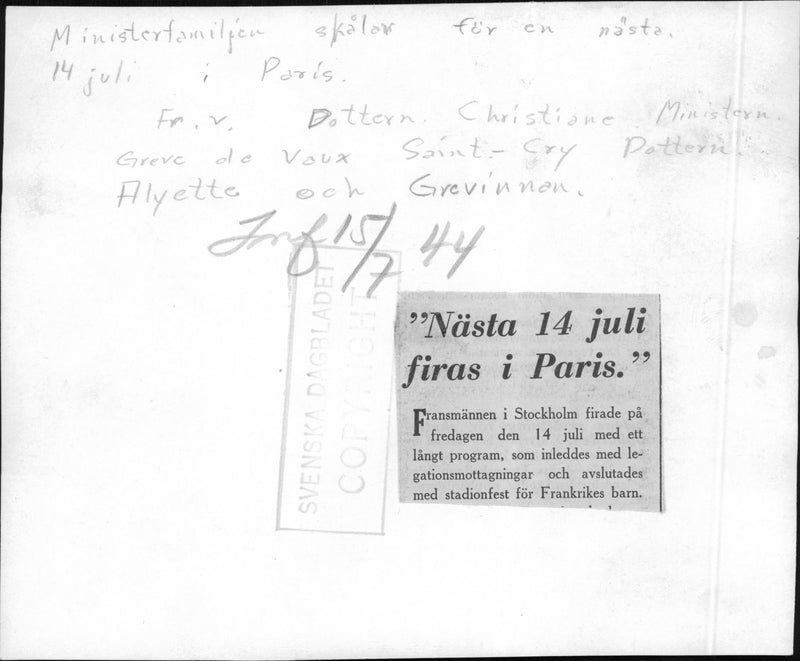 Ministerfamiljen skålar för en nästa.
14 juli i Paris.
Fr. v. Dottern. Christiane. Ministern.
Greve de Vaux Saint-Cry Dottern.
Alyette och Grevinnan.
Inf 15/7 44
SVENSKA DAGBLADET
COPYRIGHT
”Nästa 14 juli
firas i Paris.”
Fransmännen i Stockholm firade på
fredagen den 14 juli med ett
långt program, som inleddes med le-
gationsmottagningar och avslutades
med stadionfest för Frankrikes barn.